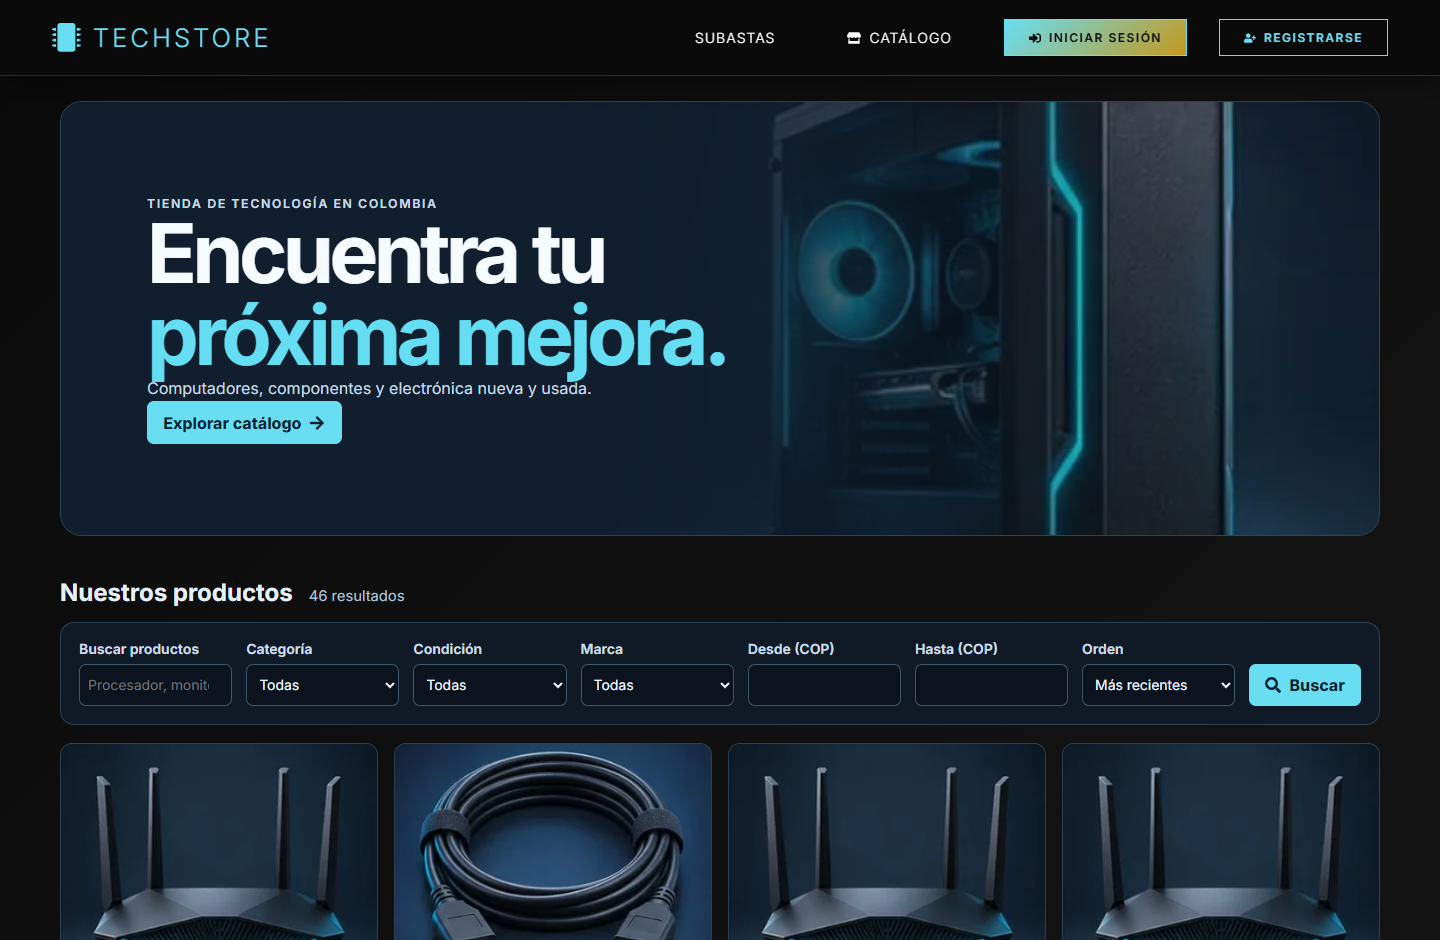 TECHSTORE
SUBASTAS
CATÁLOGO
INICIAR SESIÓN
REGISTRARSE
TIENDA DE TECNOLOGÍA EN COLOMBIA
Encuentra tu
próxima mejora.
Computadores, componentes y electrónica nueva y usada.
Explorar catálogo
Nuestros productos 46 resultados
Buscar productos Categoría Condición Marca Desde (COP) Hasta (COP) Orden
Procesador, monit Todas Todas Todas Más recientes Buscar